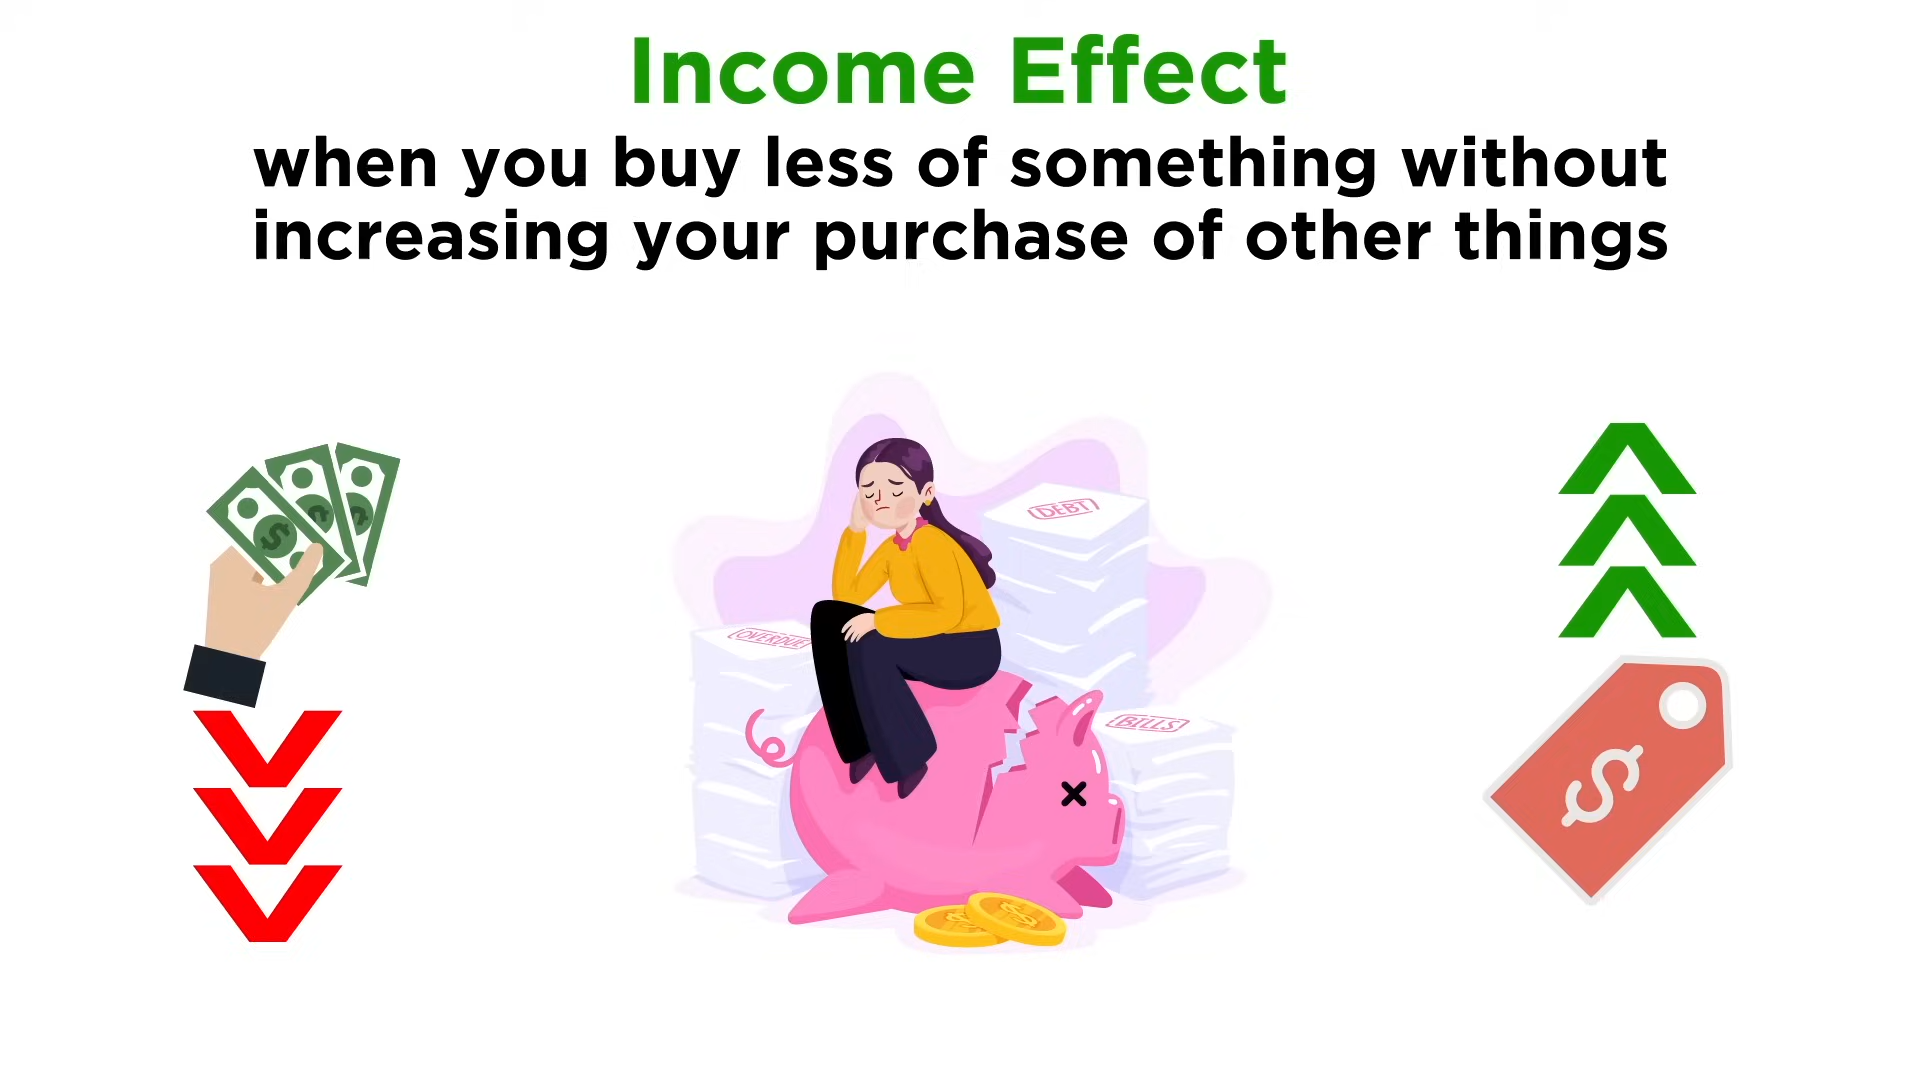 Income Effect
when you buy less of something without
increasing your purchase of other things
DEBT
OVERDUE
BILLS